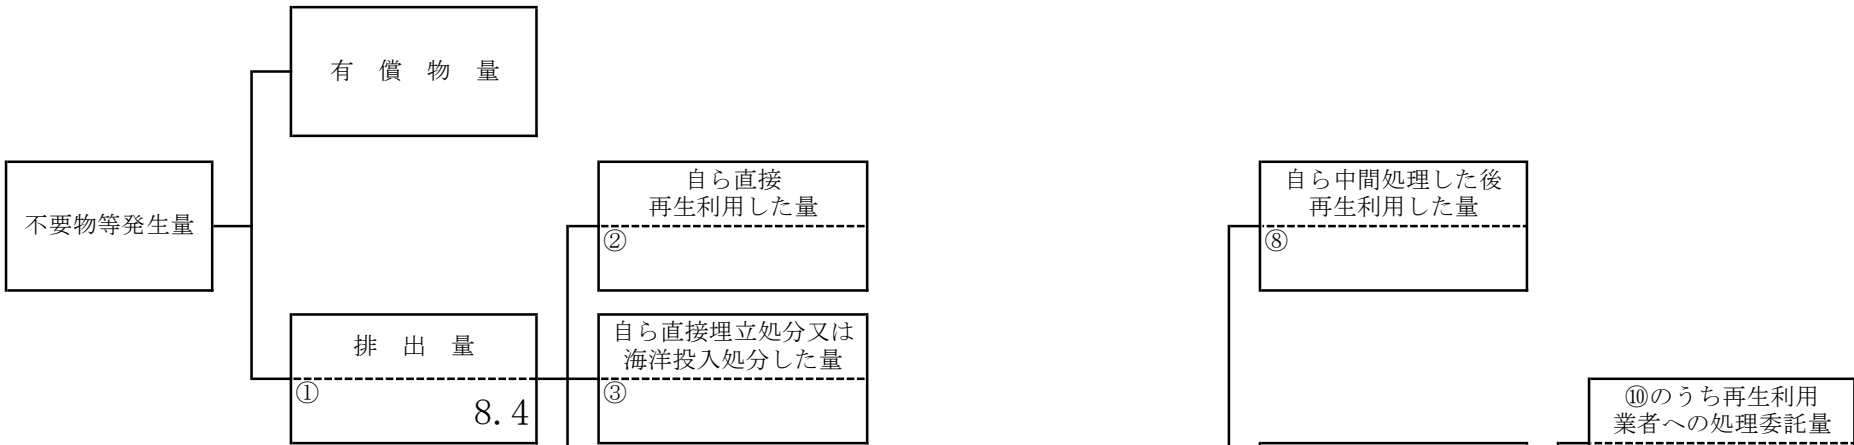 有 償 物 量
不要物等発生量
自ら直接
再生利用した量
②
自ら中間処理した後
再生利用した量
⑧
排 出 量
①
8.4
自ら直接埋立処分又は
海洋投入処分した量
③
⑩のうち再生利用
業者への処理委託量